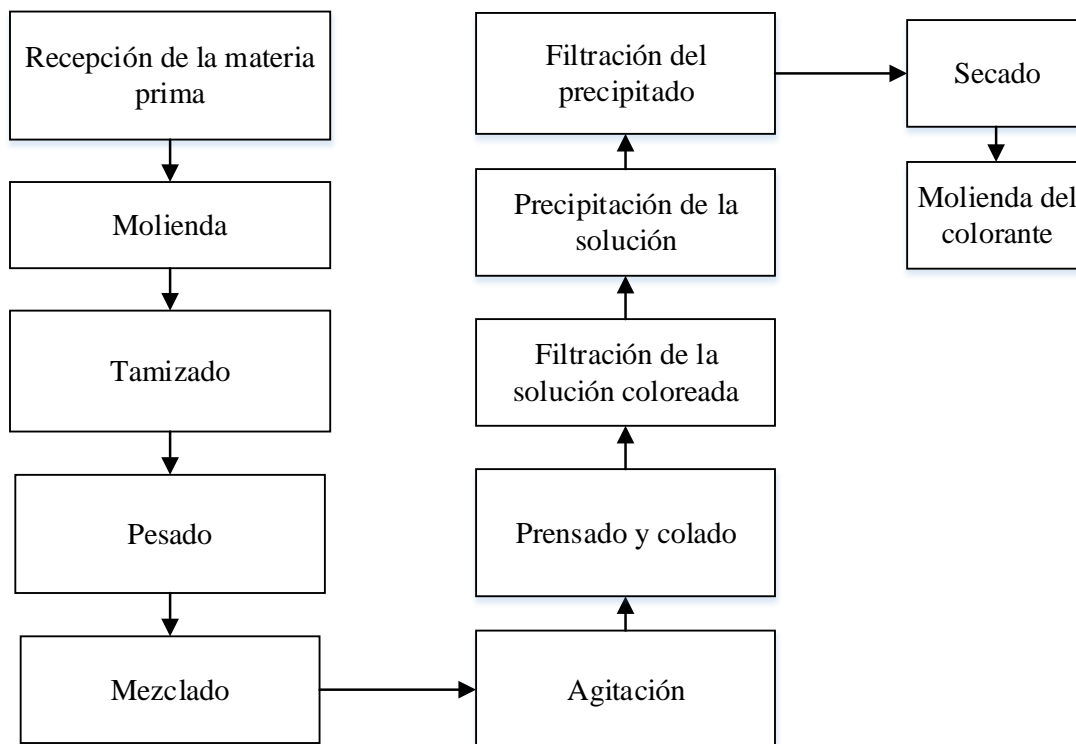 Recepción de la materia
prima
Molienda
Tamizado
Pesado
Mezclado
Agitación
Prensado y colado
Filtración de la
solución coloreada
Precipitación de la
solución
Filtración del
precipitado
Secado
Molienda del
colorante